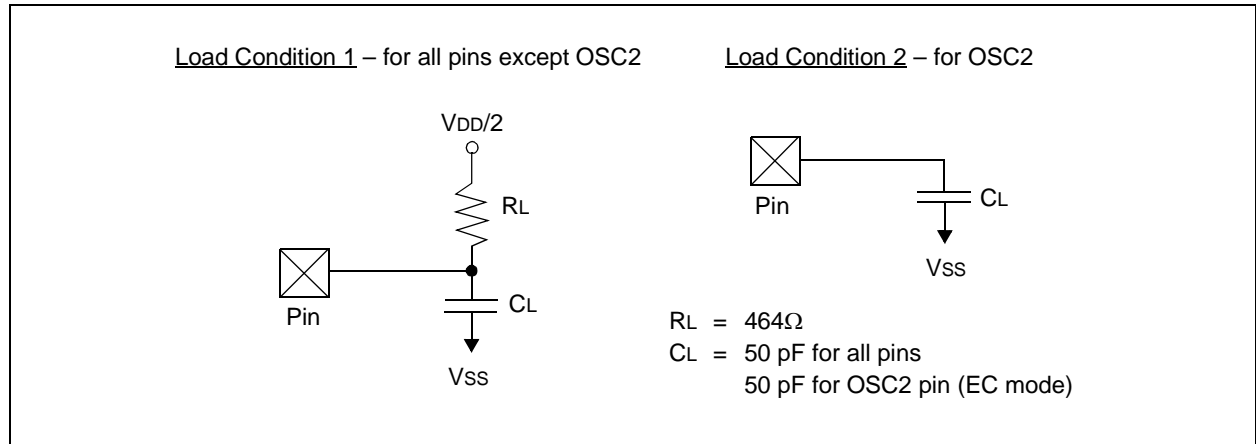 Load Condition 1 – for all pins except OSC2
VDD/2
RL
Pin
CL
VSS
Load Condition 2 – for OSC2
Pin
CL
VSS
RL = 464Ω
CL = 50 pF for all pins
50 pF for OSC2 pin (EC mode)